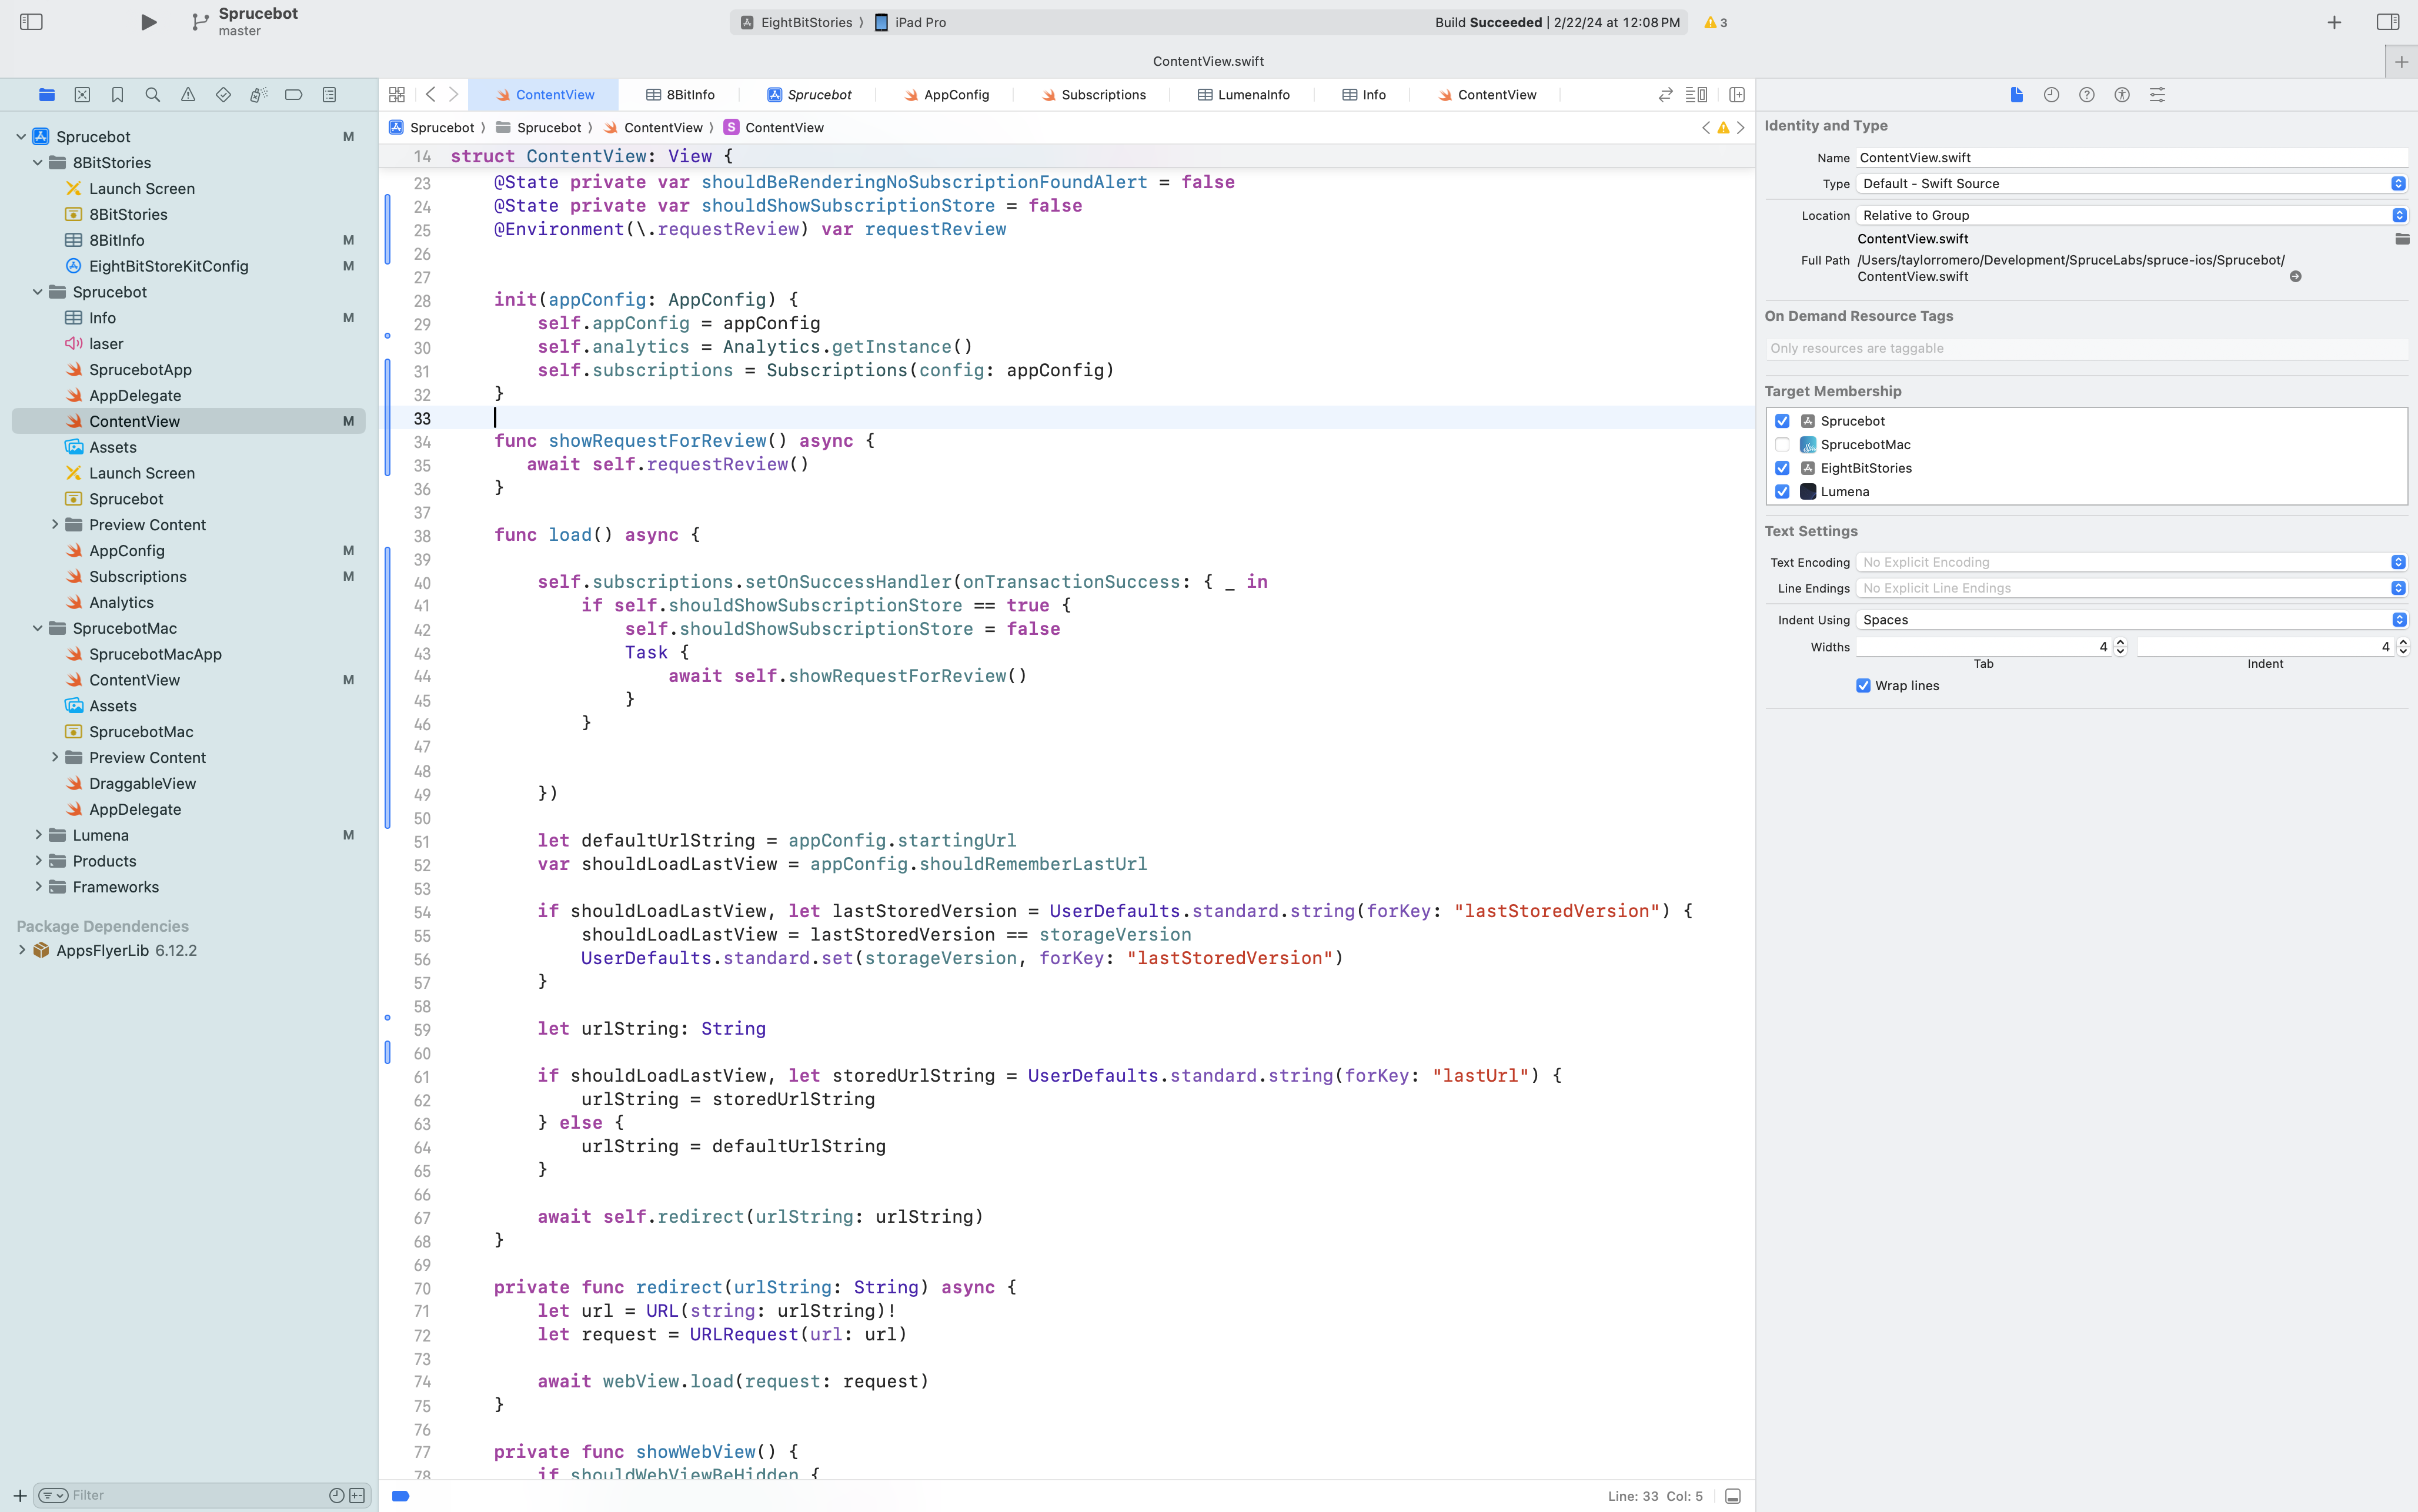 Sprucebot
master
EightBitStories 〉 iPad Pro
Build Succeeded | 2/22/24 at 12:08 PM
3
ContentView.swift
ContentView
8BitInfo
Sprucebot
AppConfig
Subscriptions
LumenaInfo
Info
ContentView
Sprucebot 〉 Sprucebot 〉 ContentView 〉 S ContentView
Sprucebot M
8BitStories
Launch Screen
8BitStories
8BitInfo M
EightBitStoreKitConfig M
Sprucebot
Info M
laser
SprucebotApp
AppDelegate
ContentView M
Assets
Launch Screen
Sprucebot
Preview Content
AppConfig M
Subscriptions M
Analytics
SprucebotMac
SprucebotMacApp
ContentView M
Assets
SprucebotMac
Preview Content
DraggableView
AppDelegate
Lumena M
Products
Frameworks
Package Dependencies
AppsFlyerLib 6.12.2
Filter
14 struct ContentView: View {
23 @State private var shouldBeRenderingNoSubscriptionFoundAlert = false
24 @State private var shouldShowSubscriptionStore = false
25 @Environment(\.requestReview) var requestReview
26
27
28 init(appConfig: AppConfig) {
29 self.appConfig = appConfig
30 self.analytics = Analytics.getInstance()
31 self.subscriptions = Subscriptions(config: appConfig)
32 }
33
34 func showRequestForReview() async {
35 await self.requestReview()
36 }
37
38 func load() async {
39
40 self.subscriptions.setOnSuccessHandler(onTransactionSuccess: { _ in
41 if self.shouldShowSubscriptionStore == true {
42 self.shouldShowSubscriptionStore = false
43 Task {
44 await self.showRequestForReview()
45 }
46 }
47
48
49 })
50
51 let defaultUrlString = appConfig.startingUrl
52 var shouldLoadLastView = appConfig.shouldRememberLastUrl
53
54 if shouldLoadLastView, let lastStoredVersion = UserDefaults.standard.string(forKey: "lastStoredVersion") {
55 shouldLoadLastView = lastStoredVersion == storageVersion
56 UserDefaults.standard.set(storageVersion, forKey: "lastStoredVersion")
57 }
58
59 let urlString: String
60
61 if shouldLoadLastView, let storedUrlString = UserDefaults.standard.string(forKey: "lastUrl") {
62 urlString = storedUrlString
63 } else {
64 urlString = defaultUrlString
65 }
66
67 await self.redirect(urlString: urlString)
68 }
69
70 private func redirect(urlString: String) async {
71 let url = URL(string: urlString)!
72 let request = URLRequest(url: url)
73
74 await webView.load(request: request)
75 }
76
77 private func showWebView() {
78 if shouldWebViewBeHidden {
Line: 33 Col: 5
Identity and Type
Name ContentView.swift
Type Default - Swift Source
Location Relative to Group
ContentView.swift
Full Path /Users/taylorromero/Development/SpruceLabs/spruce-ios/Sprucebot/
ContentView.swift
On Demand Resource Tags
Only resources are taggable
Target Membership
Sprucebot
SprucebotMac
EightBitStories
Lumena
Text Settings
Text Encoding No Explicit Encoding
Line Endings No Explicit Line Endings
Indent Using Spaces
Widths 4 4
Tab Indent
Wrap lines